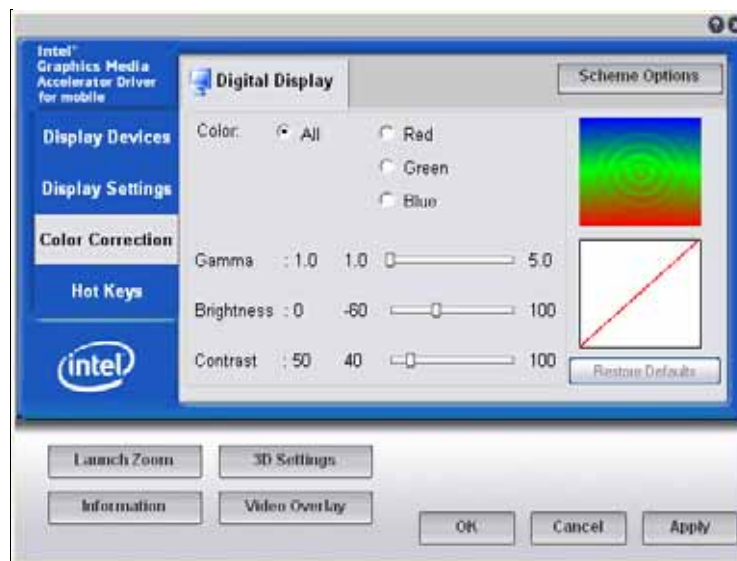 Intel®
Graphics Media
Accelerator Driver
for mobile
Display Devices
Display Settings
Color Correction
Hot Keys
intel
Digital Display
Scheme Options
Color: All Red
Green
Blue
Gamma : 1.0 1.0 5.0
Brightness : 0 -60 100
Contrast : 50 40 100
Restore Defaults
Launch Zoom 3D Settings
Information Video Overlay
OK Cancel Apply